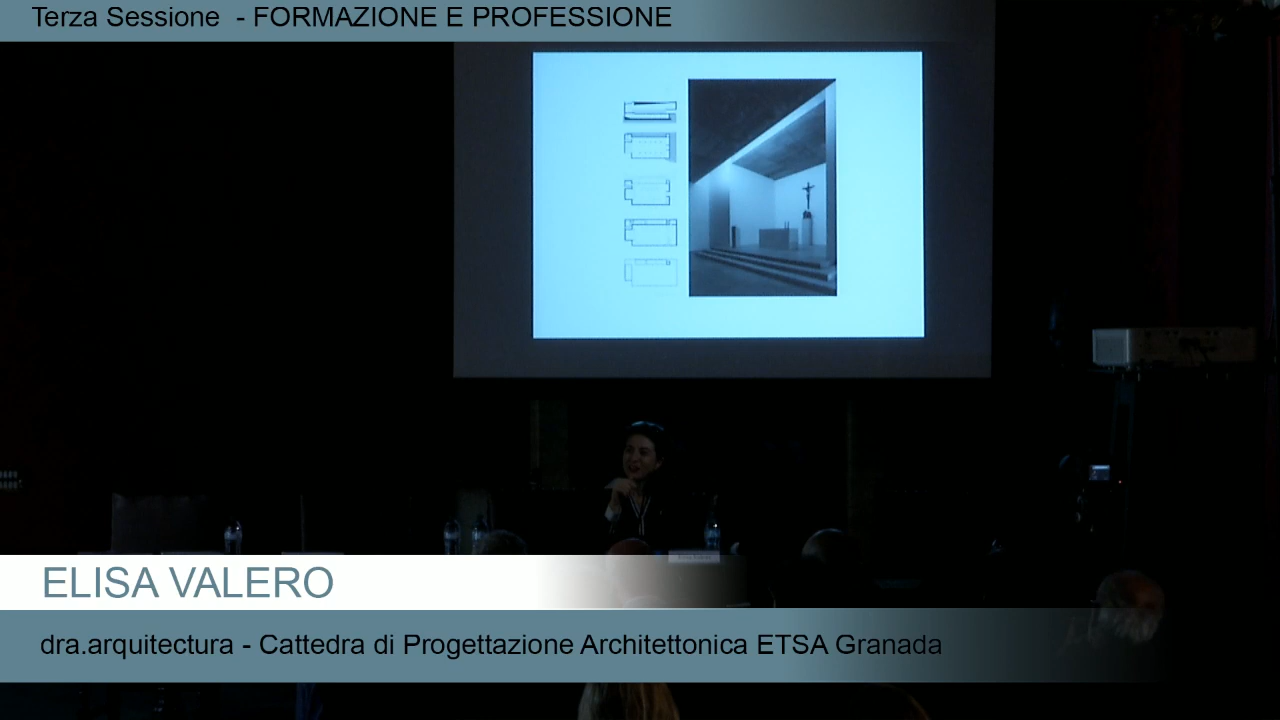 Terza Sessione - FORMAZIONE E PROFESSIONE
ELISA VALERO
dra.arquitectura - Cattedra di Progettazione Architettonica ETSA Granada